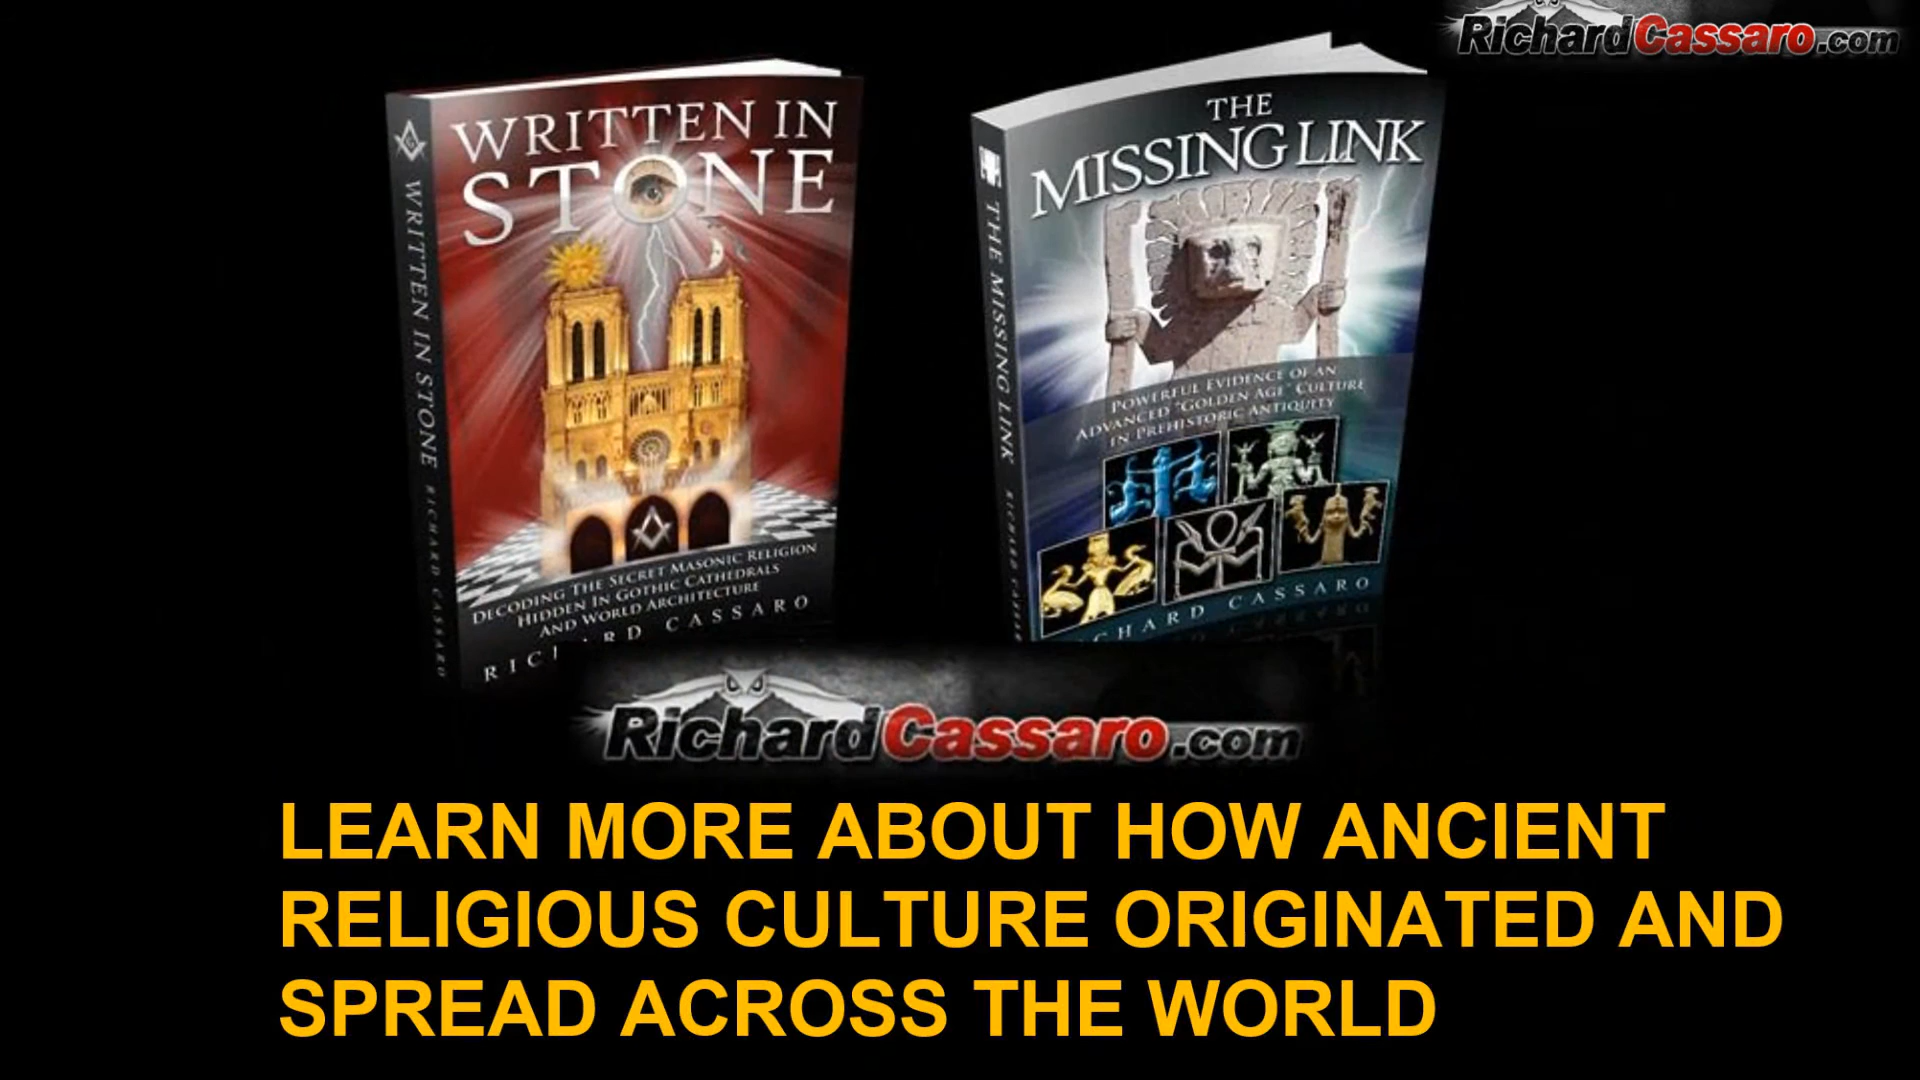 RichardCassaro.com
WRITTEN IN
STONE
WRITTEN IN STONE
RICHARD CASSARO
DECODING THE SECRET MASONIC RELIGION
HIDDEN IN GOTHIC CATHEDRALS
AND WORLD ARCHITECTURE
CASSARO
THE
MISSING LINK
THE MISSING LINK
POWERFUL EVIDENCE OF AN
ADVANCED "GOLDEN AGE" CULTURE
IN PREHISTORIC ANTIQUITY
CASSARO
RichardCassaro.com
LEARN MORE ABOUT HOW ANCIENT
RELIGIOUS CULTURE ORIGINATED AND
SPREAD ACROSS THE WORLD